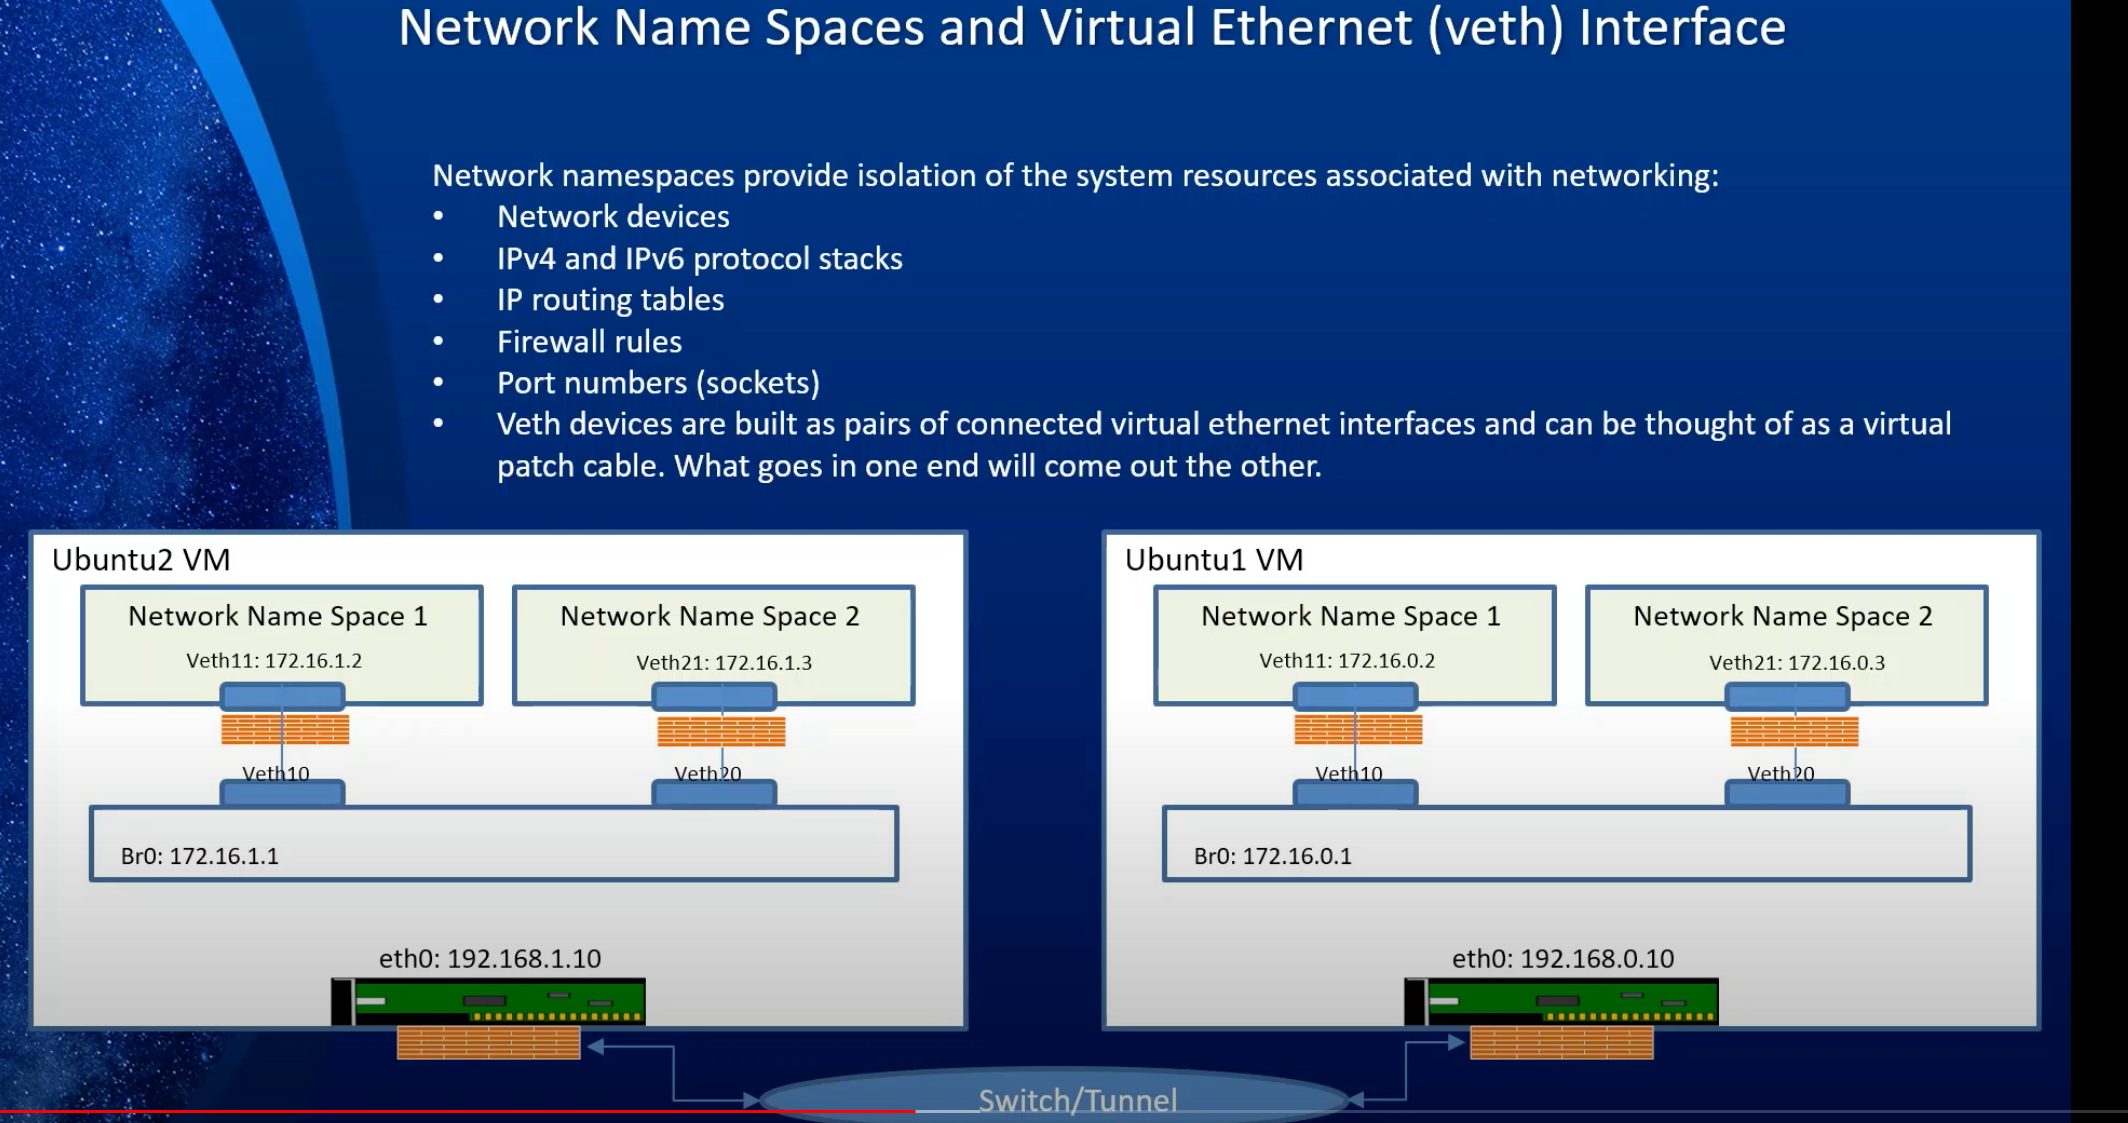 Network Name Spaces and Virtual Ethernet (veth) Interface
Network namespaces provide isolation of the system resources associated with networking:
• Network devices
• IPv4 and IPv6 protocol stacks
• IP routing tables
• Firewall rules
• Port numbers (sockets)
• Veth devices are built as pairs of connected virtual ethernet interfaces and can be thought of as a virtual
patch cable. What goes in one end will come out the other.
Ubuntu2 VM
Network Name Space 1
Veth11: 172.16.1.2
Network Name Space 2
Veth21: 172.16.1.3
Veth10
Veth20
Br0: 172.16.1.1
eth0: 192.168.1.10
Ubuntu1 VM
Network Name Space 1
Veth11: 172.16.0.2
Network Name Space 2
Veth21: 172.16.0.3
Veth10
Veth20
Br0: 172.16.0.1
eth0: 192.168.0.10
Switch/Tunnel